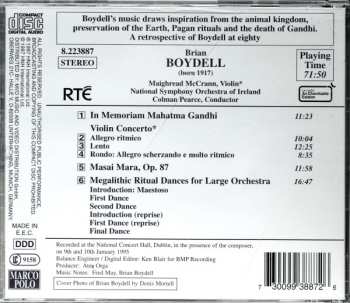 Boydell's music draws inspiration from the animal kingdom,
preservation of the Earth, Pagan rituals and the death of Gandhi.
A retrospective of Boydell at eighty
8.223887
STEREO
Brian
BOYDELL
(born 1917)
Playing
Time
71:50
RTÉ
Maighread McCrann, Violin*
National Symphony Orchestra of Ireland
Colman Pearce, Conductor
1 In Memoriam Mahatma Gandhi 11:23
Violin Concerto*
2 Allegro ritmico 10:04
3 Lento 12:25
4 Rondo: Allegro scherzando e molto ritmico 8:35
5 Masai Mara, Op. 87 11:58
6 Megalithic Ritual Dances for Large Orchestra 16:47
Introduction: Maestoso
First Dance
Second Dance
Introduction (reprise)
First Dance (reprise)
Final Dance
MADE IN
E.E.C.
DDD
9158
MARCO
POLO
Recorded at the National Concert Hall, Dublin, in the presence of the composer, on
on 9th and 10th January 1995
Balance Engineer / Digital Editor: Ken Blair for BMP Recording
Music Notes: Fred May, Brian Boydell
Cover Photo of Brian Boydell by Denis Mortell
7 30099 38872 6